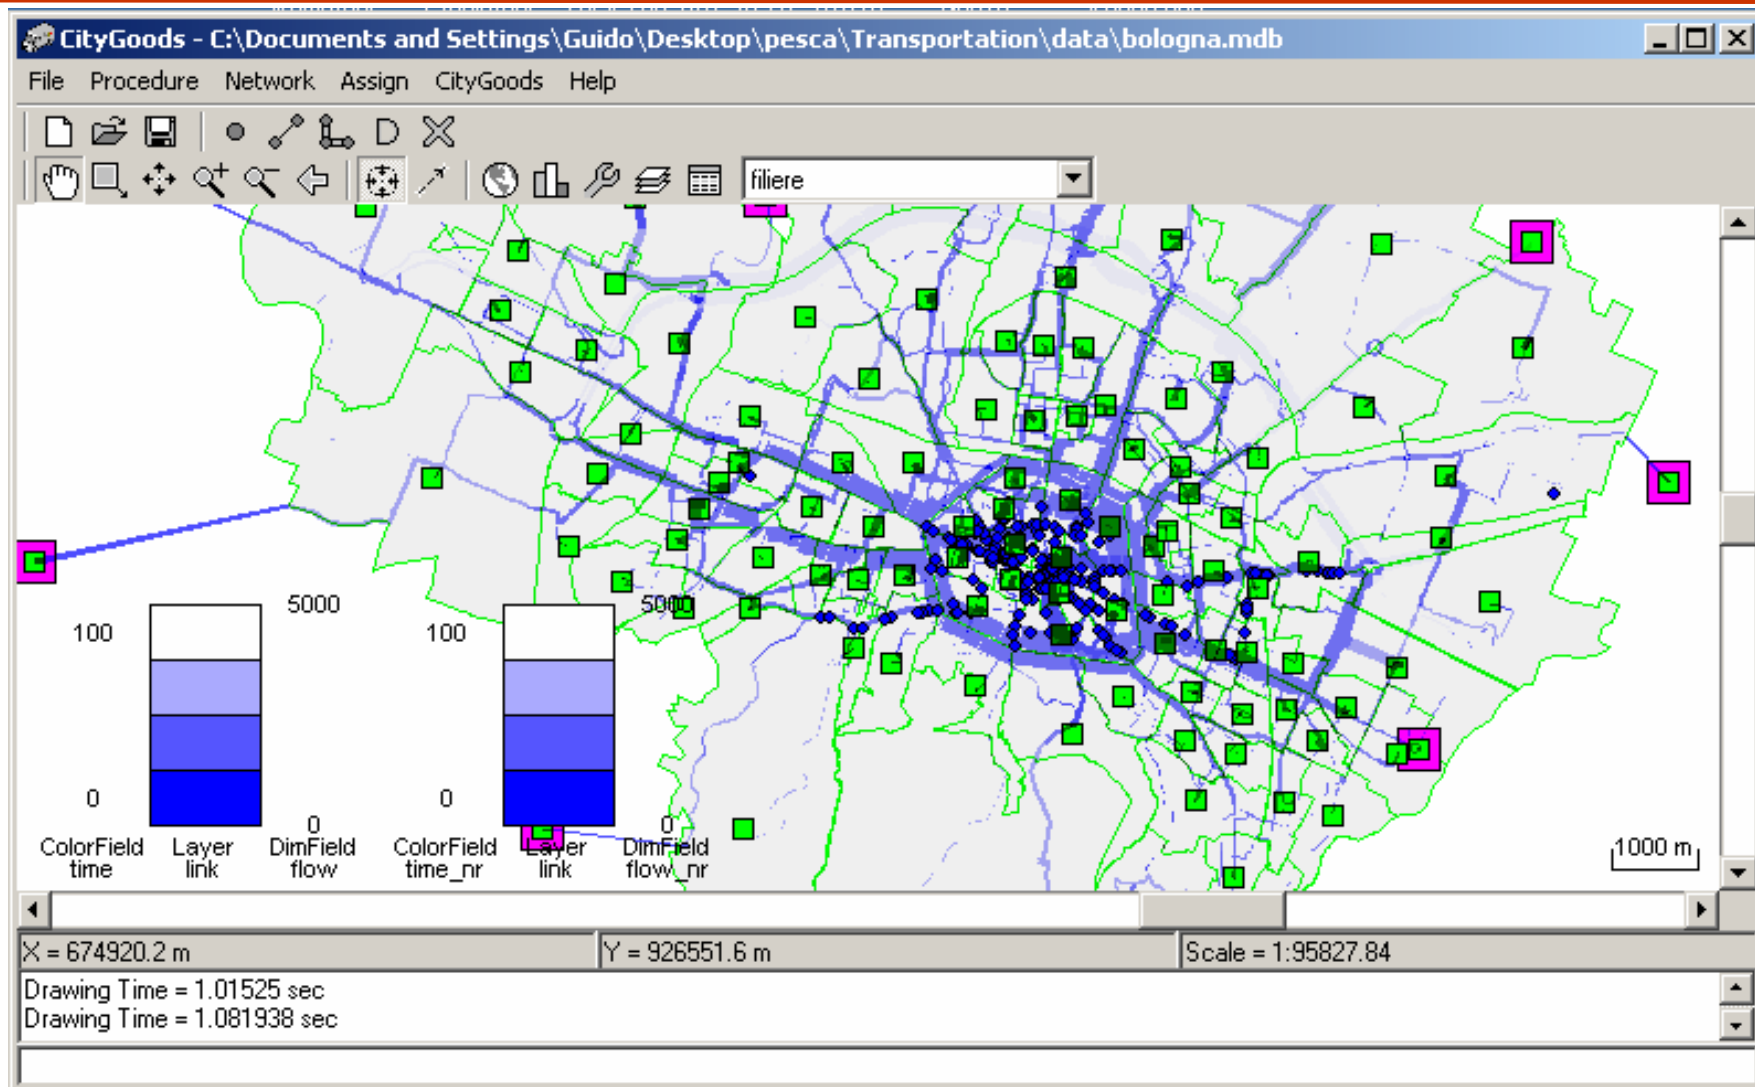 CityGoods - C:\Documents and Settings\Guido\Desktop\pesca\Transportation\data\bologna.mdb
File Procedure Network Assign CityGoods Help
D
filiere
5000 5000
100 100
0 0
0 0
ColorField Layer DimField ColorField Layer DimField
time link flow time_nr link flow_nr
1000 m
X = 674920.2 m Y = 926551.6 m Scale = 1:95827.84
Drawing Time = 1.01525 sec
Drawing Time = 1.081938 sec